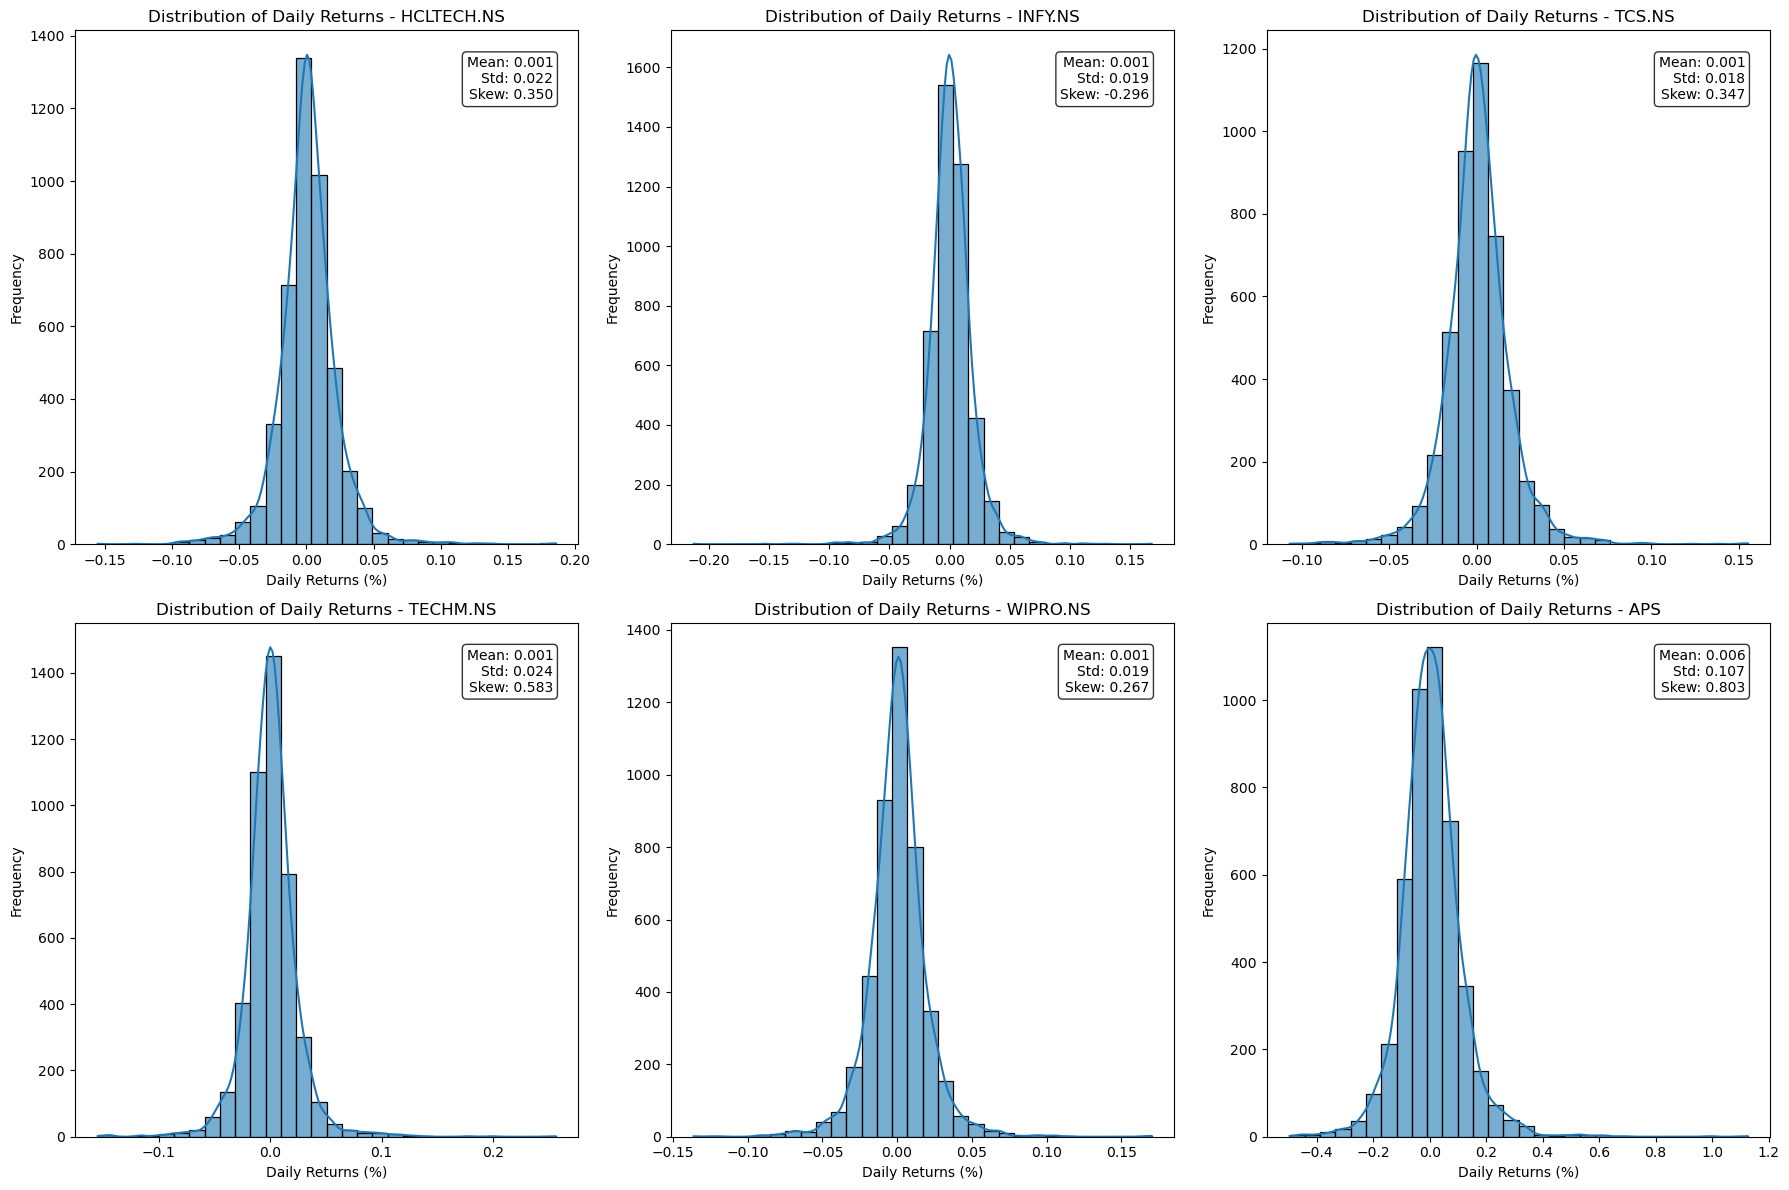 Distribution of Daily Returns - HCLTECH.NS
1400
1200
1000
800
600
400
200
0
Frequency
Mean: 0.001
Std: 0.022
Skew: 0.350
−0.15 −0.10 −0.05 0.00 0.05 0.10 0.15 0.20
Daily Returns (%)
Distribution of Daily Returns - INFY.NS
1600
1400
1200
1000
800
600
400
200
0
Frequency
Mean: 0.001
Std: 0.019
Skew: -0.296
−0.20 −0.15 −0.10 −0.05 0.00 0.05 0.10 0.15
Daily Returns (%)
Distribution of Daily Returns - TCS.NS
1200
1000
800
600
400
200
0
Frequency
Mean: 0.001
Std: 0.018
Skew: 0.347
−0.10 −0.05 0.00 0.05 0.10 0.15
Daily Returns (%)
Distribution of Daily Returns - TECHM.NS
1400
1200
1000
800
600
400
200
0
Frequency
Mean: 0.001
Std: 0.024
Skew: 0.583
−0.1 0.0 0.1 0.2
Daily Returns (%)
Distribution of Daily Returns - WIPRO.NS
1400
1200
1000
800
600
400
200
0
Frequency
Mean: 0.001
Std: 0.019
Skew: 0.267
−0.15 −0.10 −0.05 0.00 0.05 0.10 0.15
Daily Returns (%)
Distribution of Daily Returns - APS
1000
800
600
400
200
0
Frequency
Mean: 0.006
Std: 0.107
Skew: 0.803
−0.4 −0.2 0.0 0.2 0.4 0.6 0.8 1.0 1.2
Daily Returns (%)